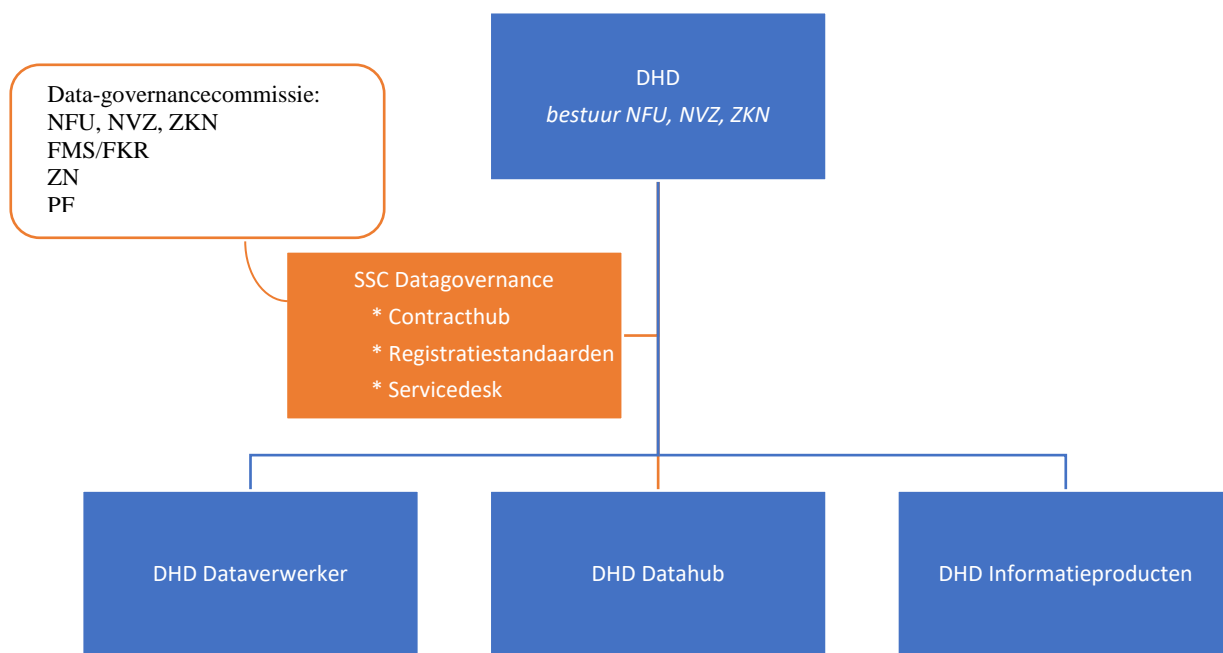 DHD
bestuur NFU, NVZ, ZKN
Data-governancecommissie:
NFU, NVZ, ZKN
FMS/FKR
ZN
PF
SSC Datagovernance
* Contracthub
* Registratiestandaarden
* Servicedesk
DHD Dataverwerker
DHD Datahub
DHD Informatieproducten